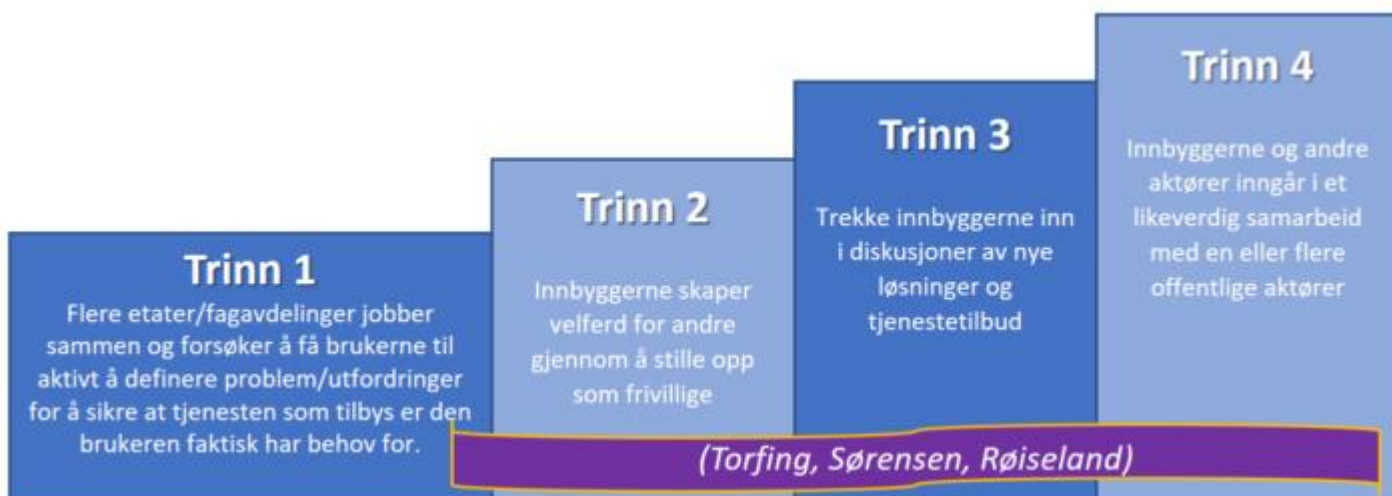 Trinn 1
Flere etater/fagavdelinger jobber
sammen og forsøker å få brukerne til
aktivt å definere problem/utfordringer
for å sikre at tjenesten som tilbys er den
brukeren faktisk har behov for.
Trinn 2
Innbyggerne skaper
velferd for andre
gjennom å stille opp
som frivillige
Trinn 3
Trekke innbyggerne inn
i diskusjoner av nye
løsninger og
tjenestetilbud
Trinn 4
Innbyggerne og andre
aktører inngår i et
likeverdig samarbeid
med en eller flere
offentlige aktører
(Torfing, Sørensen, Røiseland)